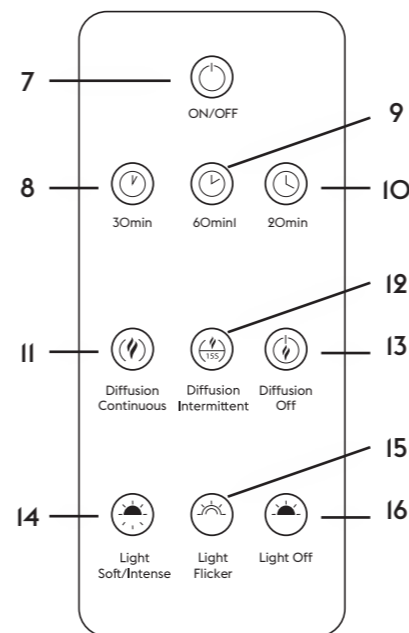 7
ON/OFF
9
8
10
30min
60minl
20min
12
11
15S
13
Diffusion
Continuous
Diffusion
Intermittent
Diffusion
Off
15
14
16
Light
Soft/Intense
Light
Flicker
Light Off